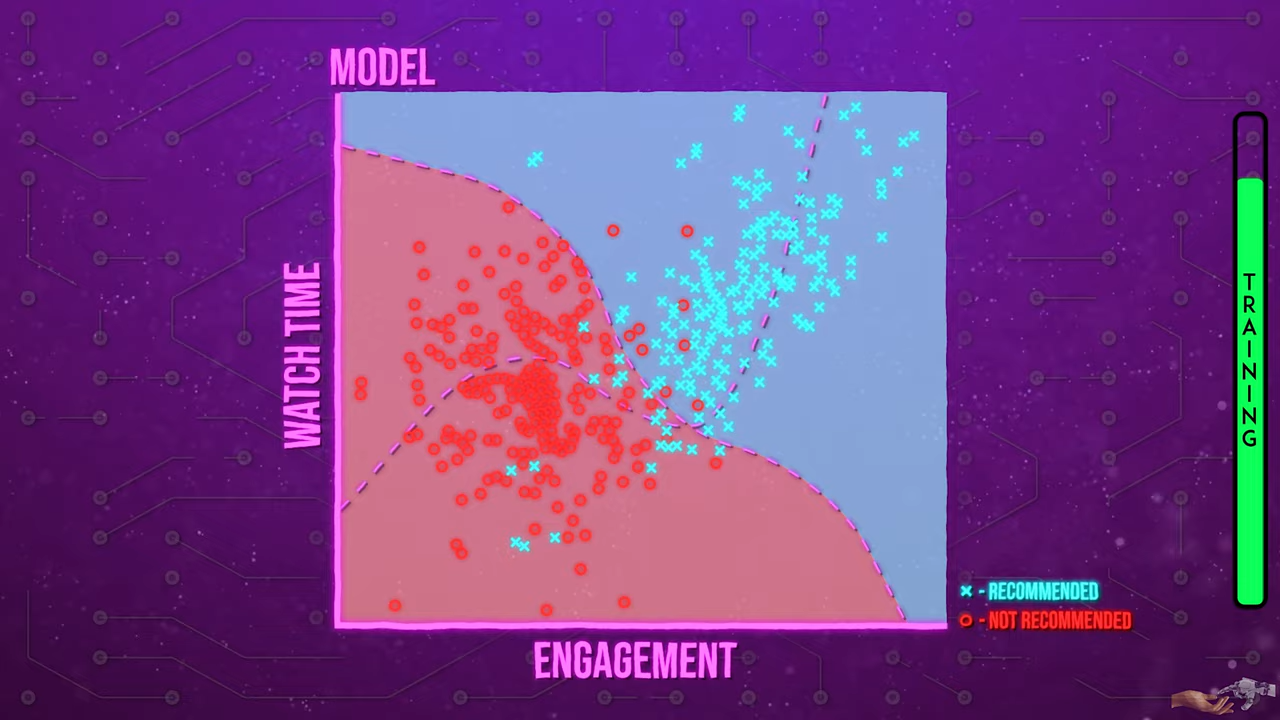 MODEL
WATCH TIME
ENGAGEMENT
x - RECOMMENDED
o - NOT RECOMMENDED
TRAINING